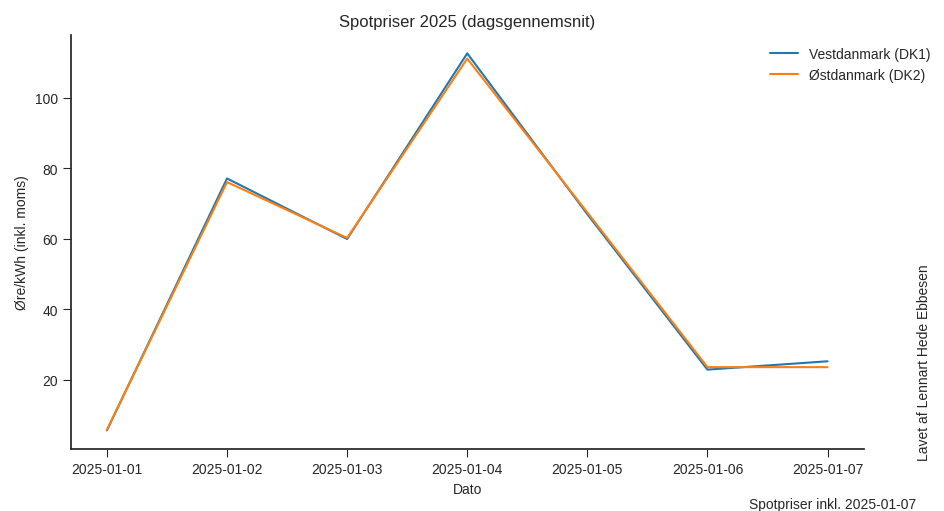 Spotpriser 2025 (dagsgennemsnit)
Vestdanmark (DK1)
Østdanmark (DK2)
Øre/kWh (inkl. moms)
100
80
60
40
20
2025-01-01 2025-01-02 2025-01-03 2025-01-04 2025-01-05 2025-01-06 2025-01-07
Dato
Lavet af Lennart Hede Ebbesen
Spotpriser inkl. 2025-01-07